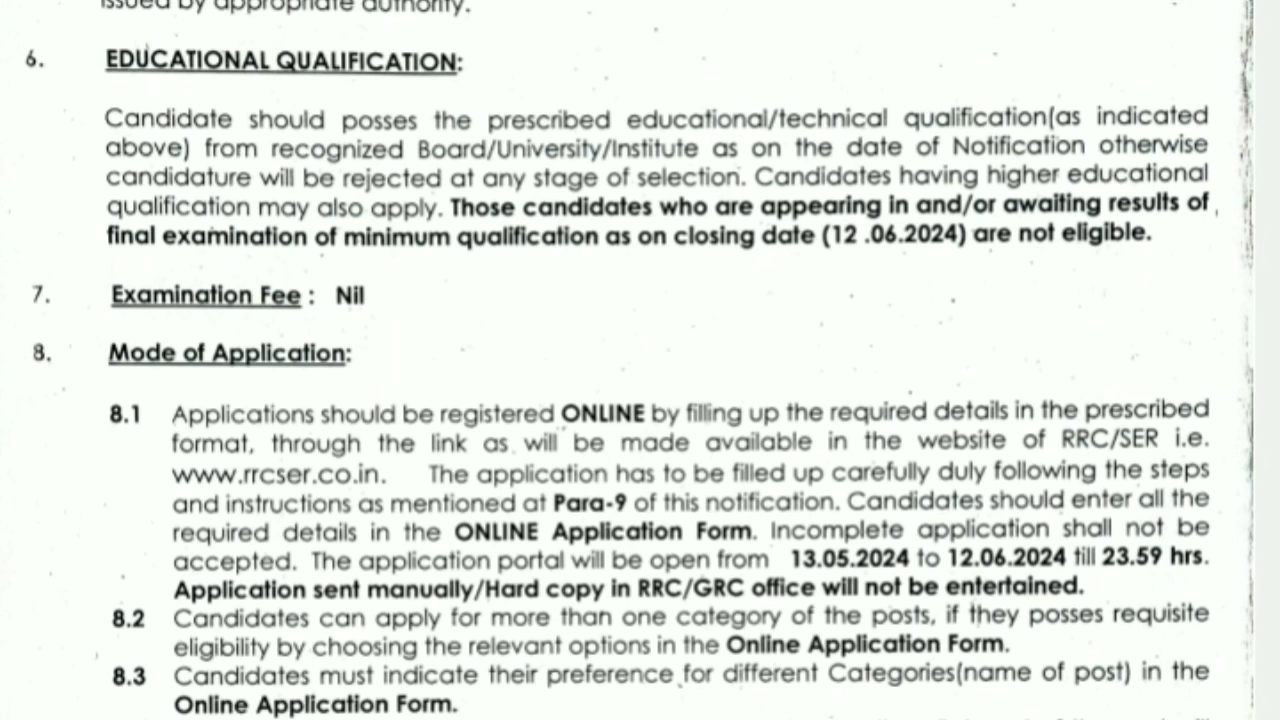 issued by appropriate authority.
6. EDUCATIONAL QUALIFICATION:
Candidate should posses the prescribed educational/technical qualification(as indicated
above) from recognized Board/University/Institute as on the date of Notification otherwise
candidature will be rejected at any stage of selection. Candidates having higher educational
qualification may also apply. Those candidates who are appearing in and/or awaiting results of
final examination of minimum qualification as on closing date (12 .06.2024) are not eligible.
7. Examination Fee : Nil
8. Mode of Application:
8.1 Applications should be registered ONLINE by filling up the required details in the prescribed
format, through the link as will be made available in the website of RRC/SER i.e.
www.rrcser.co.in. The application has to be filled up carefully duly following the steps
and instructions as mentioned at Para-9 of this notification. Candidates should enter all the
required details in the ONLINE Application Form. Incomplete application shall not be
accepted. The application portal will be open from 13.05.2024 to 12.06.2024 till 23.59 hrs.
Application sent manually/Hard copy in RRC/GRC office will not be entertained.
8.2 Candidates can apply for more than one category of the posts, if they posses requisite
eligibility by choosing the relevant options in the Online Application Form.
8.3 Candidates must indicate their preference for different Categories(name of post) in the
Online Application Form.